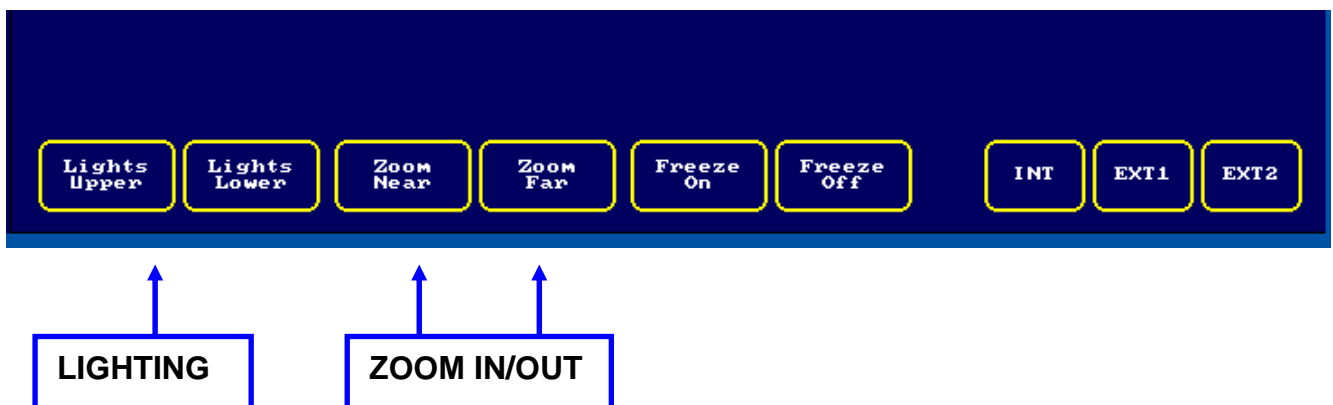 Lights Upper
Lights Lower
Zoom Near
Zoom Far
Freeze On
Freeze Off
INT
EXT1
EXT2
LIGHTING
ZOOM IN/OUT